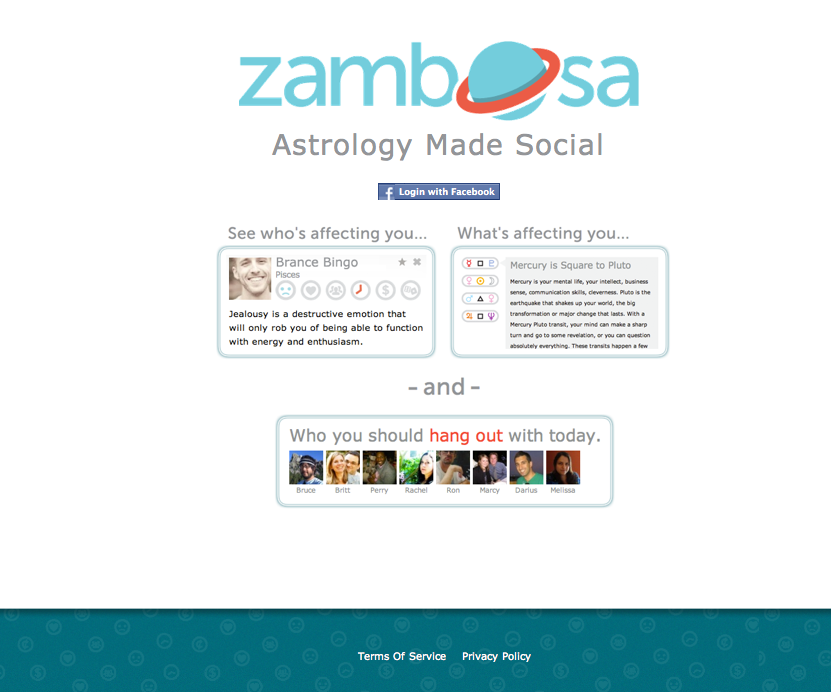 zambosa
Astrology Made Social
Login with Facebook
See who's affecting you...
Brance Bingo
Pisces
Jealousy is a destructive emotion that
will only rob you of being able to function
with energy and enthusiasm.
What's affecting you...
Mercury is Square to Pluto
Mercury is your mental life, your intellect, business
sense, communication skills, cleverness. Pluto is the
earthquake that shakes up your world, the big
transformation or major change that lasts. With a
Mercury Pluto transit, your mind can make a sharp
turn and go to some revelation, or you can question
absolutely everything. These transits happen a few
- and -
Who you should hang out with today.
Bruce Britt Perry Rachel Ron Marcy Darius Melissa
Terms Of Service Privacy Policy